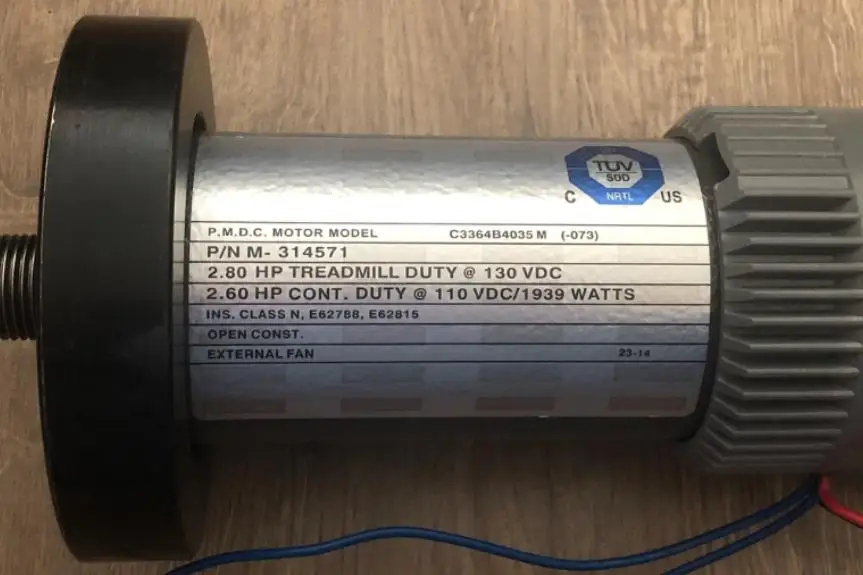 TÜV
SÜD
C NRTL US
P.M.D.C. MOTOR MODEL C3364B4035 M (-073)
P/N M- 314571
2.80 HP TREADMILL DUTY @ 130 VDC
2.60 HP CONT. DUTY @ 110 VDC/1939 WATTS
INS. CLASS N, E62788, E62815
OPEN CONST.
EXTERNAL FAN 23-14